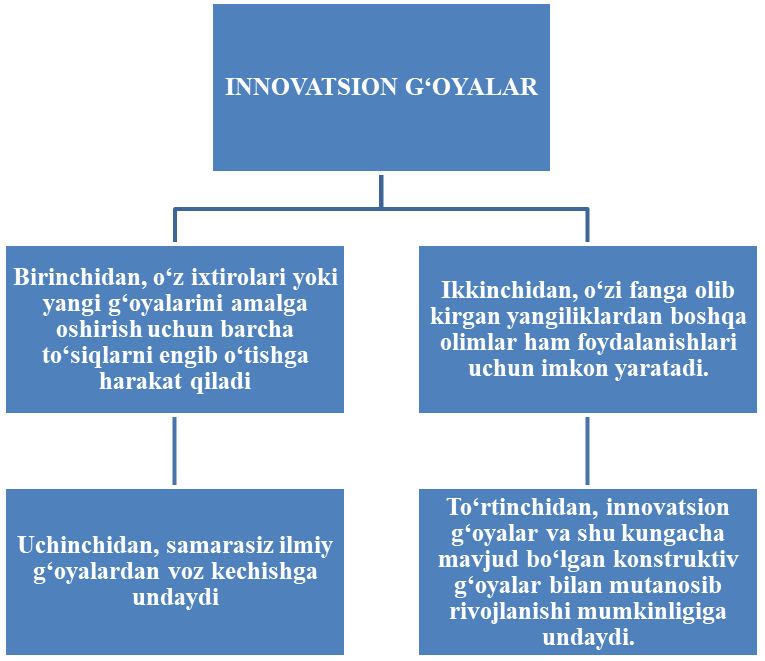 INNOVATSION G‘OYALAR
Birinchidan, o‘z ixtirolari yoki
yangi g‘oyalarini amalga
oshirish uchun barcha
to‘siqlarni engib o‘tishga
harakat qiladi
Ikkinchidan, o‘zi fanga olib
kirgan yangiliklardan boshqa
olimlar ham foydalanishlari
uchun imkon yaratadi.
Uchinchidan, samarasiz ilmiy
g‘oyalardan voz kechishga
undaydi
To‘rtinchidan, innovatsion
g‘oyalar va shu kungacha
mavjud bo‘lgan konstruktiv
g‘oyalar bilan mutanosib
rivojlanishi mumkinligiga
undaydi.